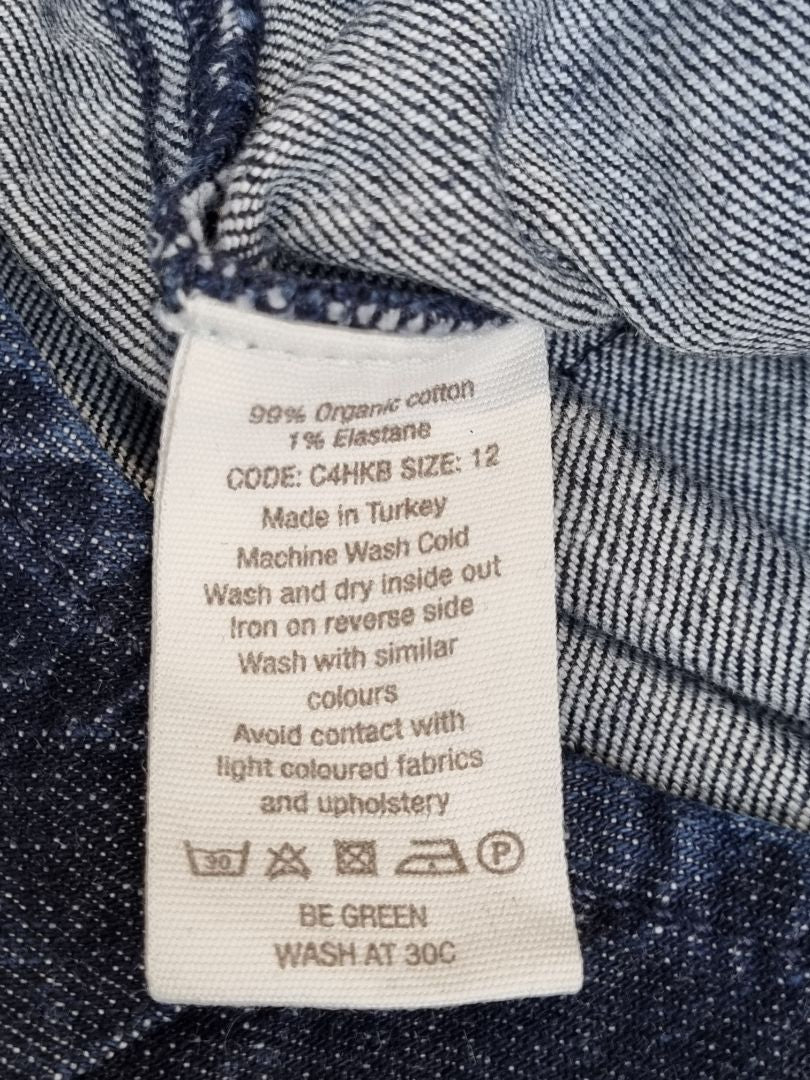 99% Organic cotton
1% Elastane
CODE: C4HKB SIZE: 12
Made in Turkey
Machine Wash Cold
Wash and dry inside out
Iron on reverse side
Wash with similar
colours
Avoid contact with
light coloured fabrics
and upholstery
30 P
BE GREEN
WASH AT 30C